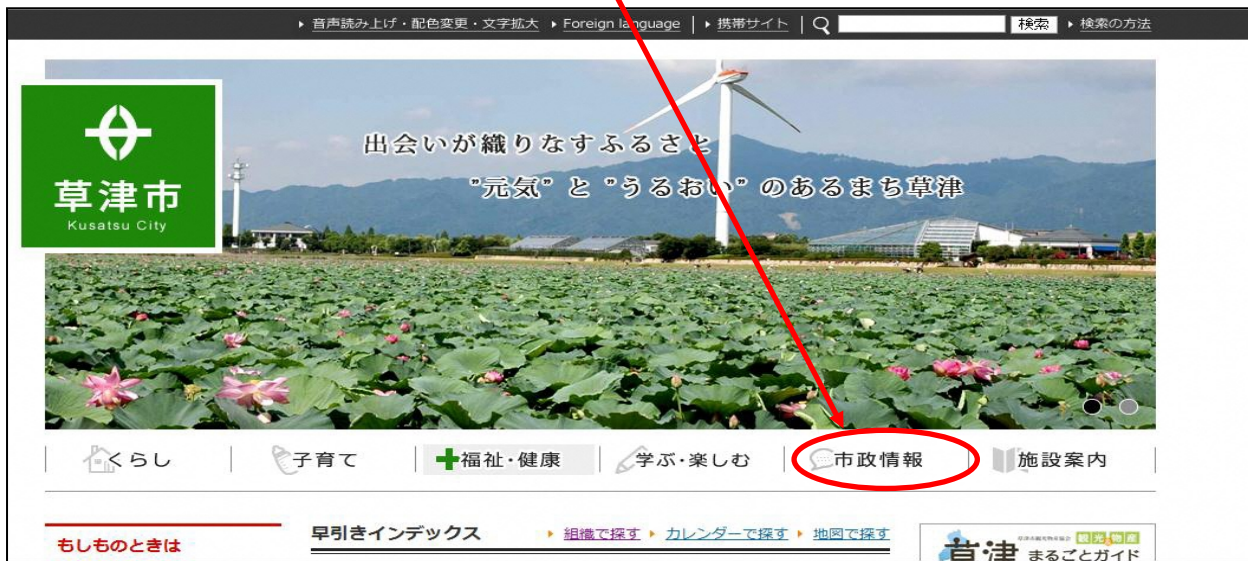 音声読み上げ・配色変更・文字拡大 Foreign language 携帯サイト 検索 検索の方法
出会いが織りなすふるさと
"元気" と "うるおい" のあるまち草津
草津市
Kusatsu City
くらし 子育て 福祉・健康 学ぶ・楽しむ 市政情報 施設案内
早引きインデックス 組織で探す カレンダーで探す 地図で探す
もしものときは
観光物産
草津 まるごとガイド